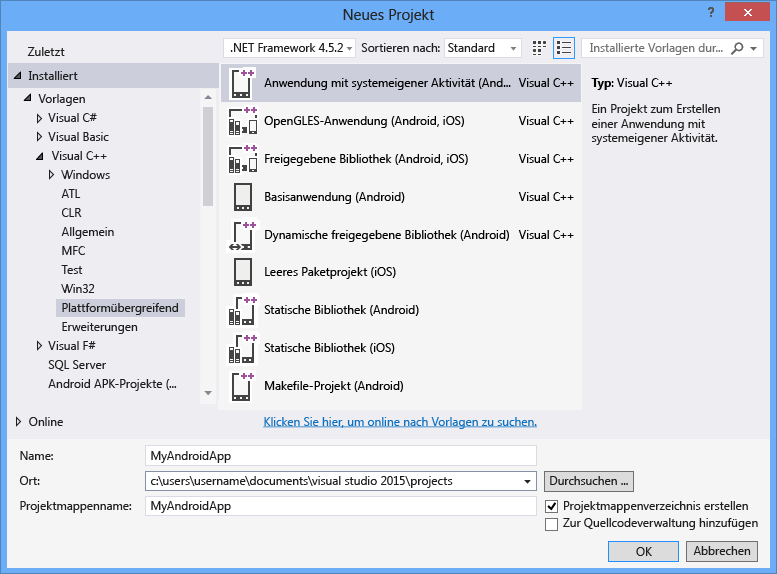 Neues Projekt
?
Zuletzt
.NET Framework 4.5.2
Sortieren nach:
Standard
Installierte Vorlagen dur...
Installiert
Vorlagen
Visual C#
Visual Basic
Visual C++
Windows
ATL
CLR
Allgemein
MFC
Test
Win32
Plattformübergreifend
Erweiterungen
Visual F#
SQL Server
Android APK-Projekte (...
Online
Anwendung mit systemeigener Aktivität (And... Visual C++
OpenGLES-Anwendung (Android, iOS) Visual C++
Freigegebene Bibliothek (Android, iOS) Visual C++
Basisanwendung (Android) Visual C++
Dynamische freigegebene Bibliothek (Android) Visual C++
Leeres Paketprojekt (iOS)
Statische Bibliothek (Android)
Statische Bibliothek (iOS)
Makefile-Projekt (Android)
Klicken Sie hier, um online nach Vorlagen zu suchen.
Typ: Visual C++
Ein Projekt zum Erstellen
einer Anwendung mit
systemeigener Aktivität.
Name: MyAndroidApp
Ort: c:\users\username\documents\visual studio 2015\projects
Durchsuchen ...
Projektmappenname: MyAndroidApp
Projektmappenverzeichnis erstellen
Zur Quellcodeverwaltung hinzufügen
OK
Abbrechen